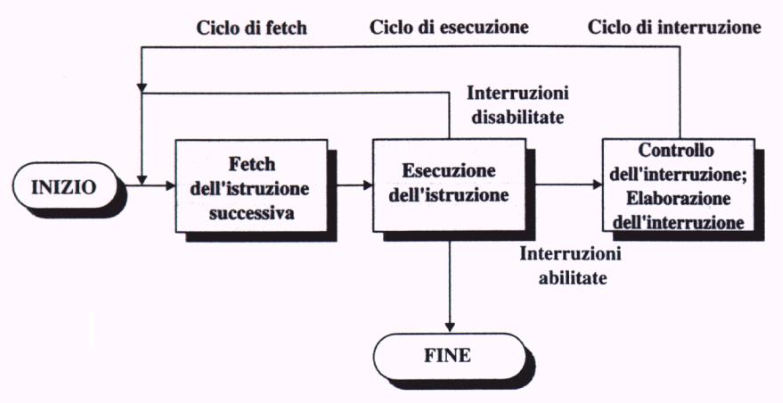 Ciclo di fetch
Ciclo di esecuzione
Ciclo di interruzione
Interruzioni
disabilitate
INIZIO
Fetch
dell'istruzione
successiva
Esecuzione
dell'istruzione
Controllo
dell'interruzione;
Elaborazione
dell'interruzione
Interruzioni
abilitate
FINE